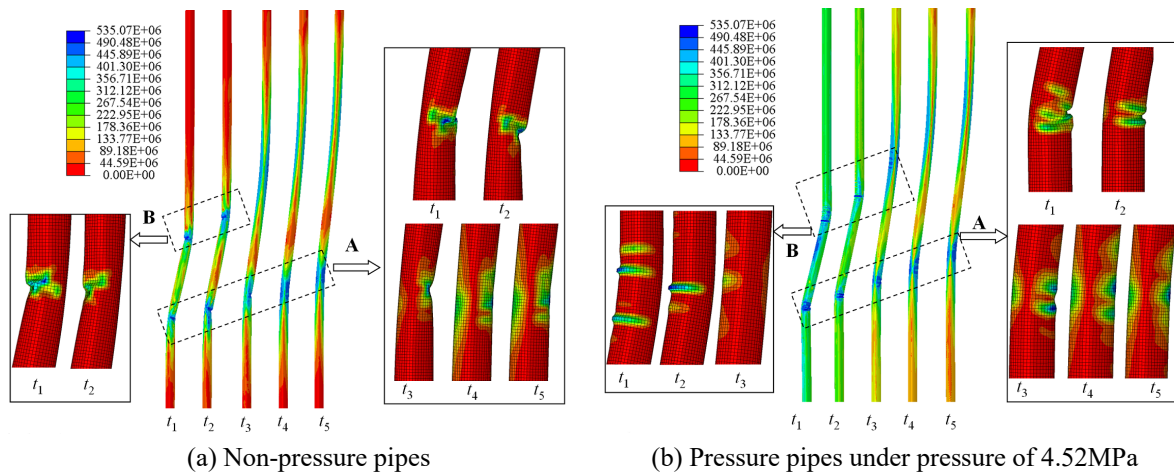 535.07E+06
490.48E+06
445.89E+06
401.30E+06
356.71E+06
312.12E+06
267.54E+06
222.95E+06
178.36E+06
133.77E+06
89.18E+06
44.59E+06
0.00E+00
B
A
t1 t2
t1 t2
t3 t4 t5
t1 t2 t3 t4 t5
(a) Non-pressure pipes
535.07E+06
490.48E+06
445.89E+06
401.30E+06
356.71E+06
312.12E+06
267.54E+06
222.95E+06
178.36E+06
133.77E+06
89.18E+06
44.59E+06
0.00E+00
B
A
t1 t2
t1 t2 t3
t3 t4 t5
t1 t2 t3 t4 t5
(b) Pressure pipes under pressure of 4.52MPa